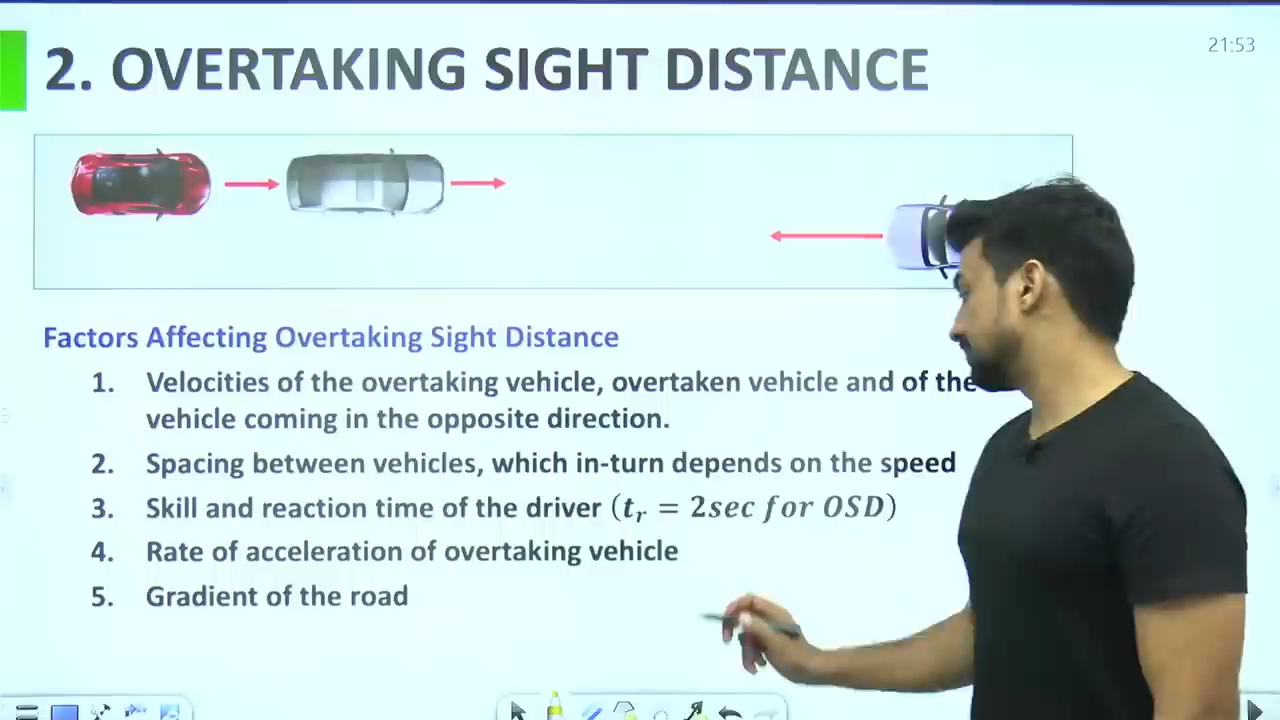 2. OVERTAKING SIGHT DISTANCE
21:53
Factors Affecting Overtaking Sight Distance
1. Velocities of the overtaking vehicle, overtaken vehicle and of the
vehicle coming in the opposite direction.
2. Spacing between vehicles, which in-turn depends on the speed
3. Skill and reaction time of the driver (tᵣ = 2sec for OSD)
4. Rate of acceleration of overtaking vehicle
5. Gradient of the road